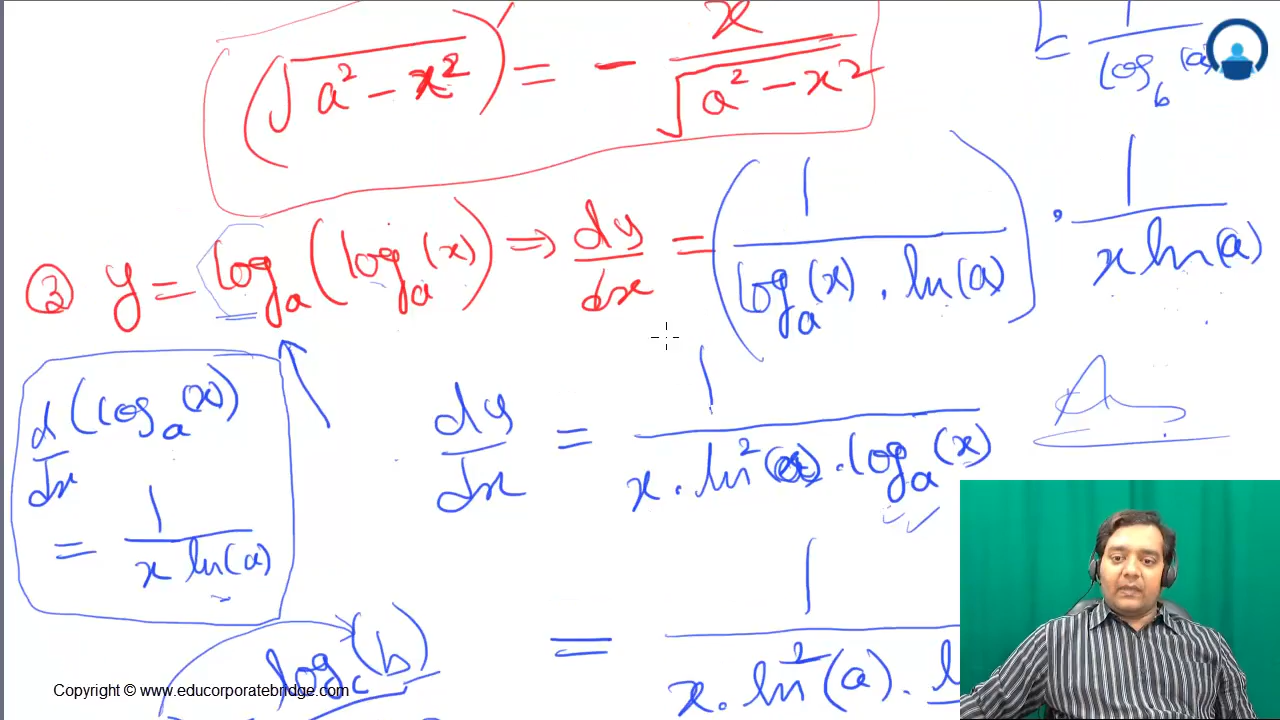 (√(a² − x²))′ = − x / √(a² − x²)
= 1 / log_b (a)
③ y = log_a (log_a (x)) ⇒ dy/dx = (1 / (log_a (x) . ln(a))) . 1 / (x ln(a))
d/dx (log_a (x)) = 1 / (x ln(a))
dy/dx = 1 / (x . ln² (a) . log_a (x)) Ans
log_c (b)
= 1 / (x . ln² (a) .
Copyright © www.educorporatebridge.com